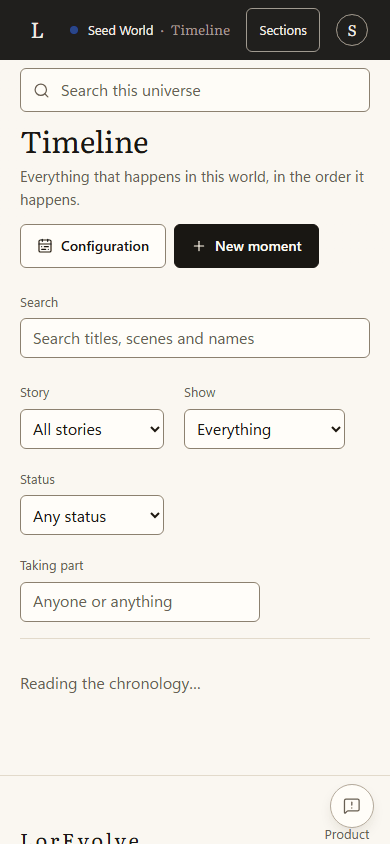 L Seed World · Timeline Sections S
Search this universe
Timeline
Everything that happens in this world, in the order it
happens.
Configuration New moment
Search
Search titles, scenes and names
Story Show
All stories Everything
Status
Any status
Taking part
Anyone or anything
Reading the chronology...
Product
LorEvolve